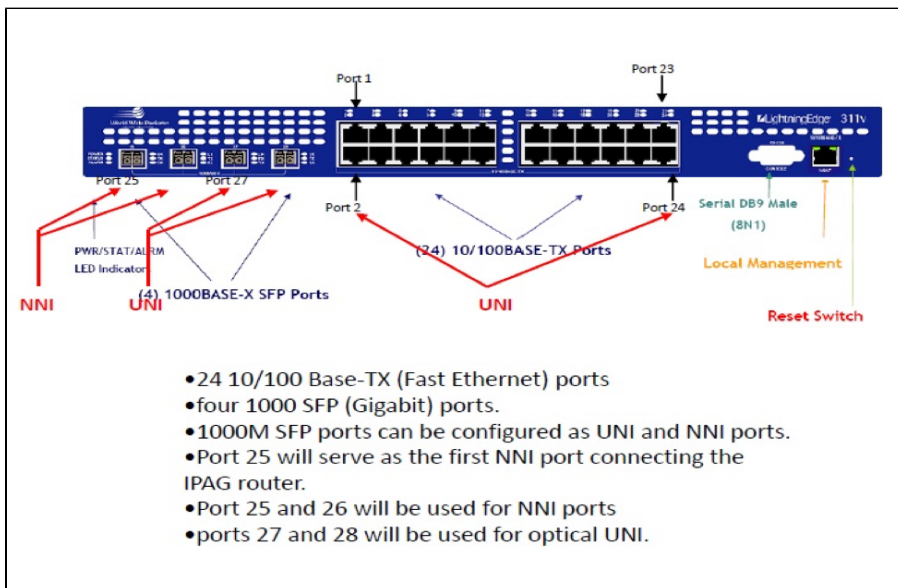 Port 1
Port 23
World Wide Packets
LightningEdge 311v
Port 25
Port 27
Port 2
Port 24
CONSOLE
Serial DB9 Male
(8N1)
PWR/STAT/ALRM
LED Indicator
(24) 10/100BASE-TX Ports
Local Management
(4) 1000BASE-X SFP Ports
NNI
UNI
UNI
Reset Switch
•24 10/100 Base-TX (Fast Ethernet) ports
•four 1000 SFP (Gigabit) ports.
•1000M SFP ports can be configured as UNI and NNI ports.
•Port 25 will serve as the first NNI port connecting the
IPAG router.
•Port 25 and 26 will be used for NNI ports
•ports 27 and 28 will be used for optical UNI.